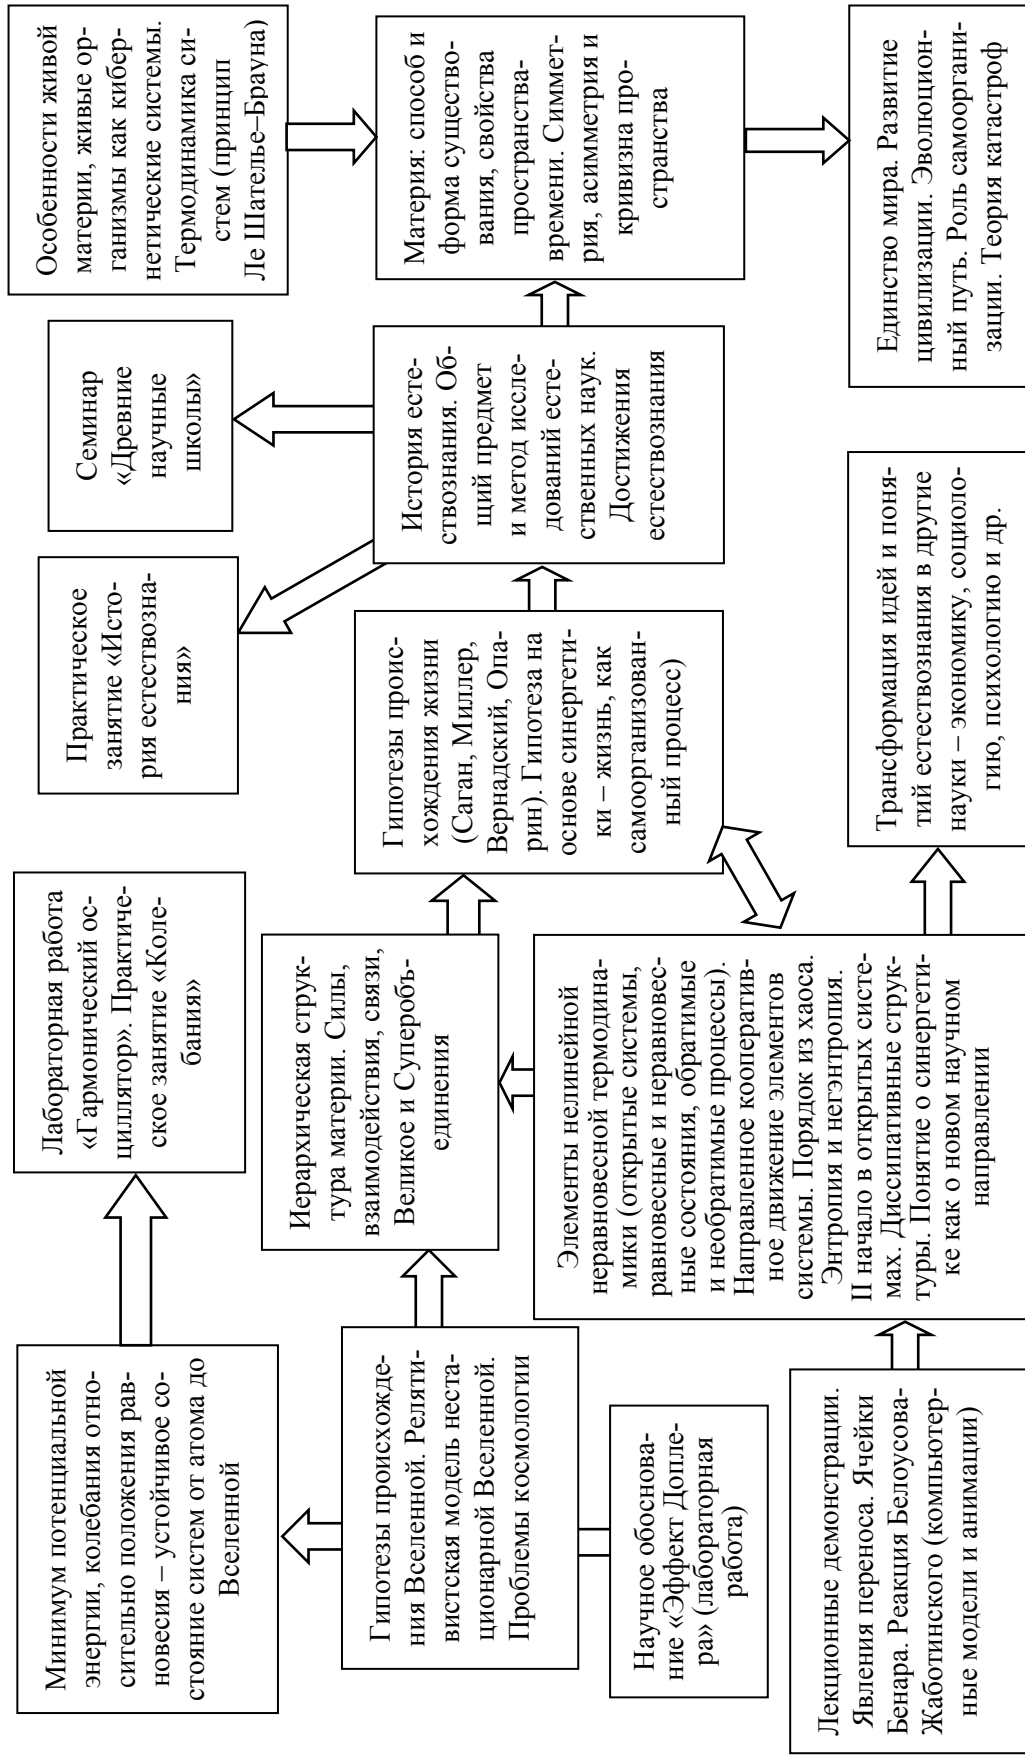 Минимум потенциальной
энергии, колебания отно-
сительно положения рав-
новесия – устойчивое со-
стояние систем от атома до
Вселенной
Лабораторная работа
«Гармонический ос-
циллятор». Практиче-
ское занятие «Коле-
бания»
Практическое
занятие «Исто-
рия естествозна-
ния»
Семинар
«Древние
научные
школы»
Особенности живой
материи, живые ор-
ганизмы как кибер-
нетические системы.
Термодинамика си-
стем (принцип
Ле Шателье–Брауна)
Гипотезы происхожде-
ния Вселенной. Реляти-
вистская модель неста-
ционарной Вселенной.
Проблемы космологии
Иерархическая струк-
тура материи. Силы,
взаимодействия, связи,
Великое и Суперобъ-
единения
Гипотезы проис-
хождения жизни
(Саган, Миллер,
Вернадский, Опа-
рин). Гипотеза на
основе синергети-
ки – жизнь, как
самоорганизован-
ный процесс)
История есте-
ствознания. Об-
щий предмет
и метод иссле-
дований есте-
ственных наук.
Достижения
естествознания
Материя: способ и
форма существо-
вания, свойства
пространства-
времени. Симмет-
рия, асимметрия и
кривизна про-
странства
Научное обоснова-
ние «Эффект Допле-
ра» (лабораторная
работа)
Лекционные демонстрации.
Явления переноса. Ячейки
Бенара. Реакция Белоусова-
Жаботинского (компьютер-
ные модели и анимации)
Элементы нелинейной
неравновесной термодина-
мики (открытые системы,
равновесные и неравновес-
ные состояния, обратимые
и необратимые процессы).
Направленное кооператив-
ное движение элементов
системы. Порядок из хаоса.
Энтропия и негэнтропия.
II начало в открытых систе-
мах. Диссипативные струк-
туры. Понятие о синергети-
ке как о новом научном
направлении
Трансформация идей и поня-
тий естествознания в другие
науки – экономику, социоло-
гию, психологию и др.
Единство мира. Развитие
цивилизации. Эволюцион-
ный путь. Роль самооргани-
зации. Теория катастроф